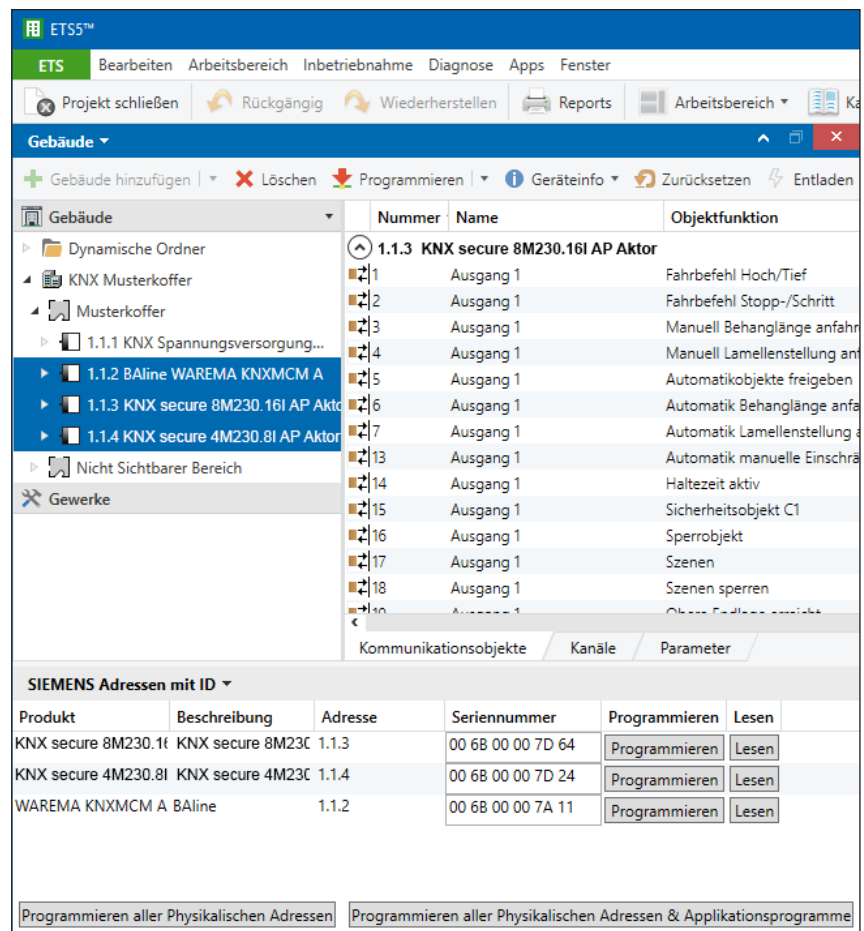 ETS5™
ETS Bearbeiten Arbeitsbereich Inbetriebnahme Diagnose Apps Fenster
Projekt schließen Rückgängig Wiederherstellen Reports Arbeitsbereich Ka
Gebäude
Gebäude hinzufügen Löschen Programmieren Geräteinfo Zurücksetzen Entladen
Gebäude
Dynamische Ordner
KNX Musterkoffer
Musterkoffer
1.1.1 KNX Spannungsversorgung...
1.1.2 BAline WAREMA KNXMCM A
1.1.3 KNX secure 8M230.16I AP Akto
1.1.4 KNX secure 4M230.8I AP Aktor
Nicht Sichtbarer Bereich
Gewerke
Nummer Name Objektfunktion
1.1.3 KNX secure 8M230.16I AP Aktor
1 Ausgang 1 Fahrbefehl Hoch/Tief
2 Ausgang 1 Fahrbefehl Stopp-/Schritt
3 Ausgang 1 Manuell Behanglänge anfahr
4 Ausgang 1 Manuell Lamellenstellung anf
5 Ausgang 1 Automatikobjekte freigeben
6 Ausgang 1 Automatik Behanglänge anfa
7 Ausgang 1 Automatik Lamellenstellung a
13 Ausgang 1 Automatik manuelle Einschrä
14 Ausgang 1 Haltezeit aktiv
15 Ausgang 1 Sicherheitsobjekt C1
16 Ausgang 1 Sperrobjekt
17 Ausgang 1 Szenen
18 Ausgang 1 Szenen sperren
19 Ausgang 1 Obere Endlage erreicht
Kommunikationsobjekte Kanäle Parameter
SIEMENS Adressen mit ID
Produkt Beschreibung Adresse Seriennummer Programmieren Lesen
KNX secure 8M230.16 KNX secure 8M230 1.1.3 00 6B 00 00 7D 64 Programmieren Lesen
KNX secure 4M230.8I KNX secure 4M230 1.1.4 00 6B 00 00 7D 24 Programmieren Lesen
WAREMA KNXMCM A BAline 1.1.2 00 6B 00 00 7A 11 Programmieren Lesen
Programmieren aller Physikalischen Adressen Programmieren aller Physikalischen Adressen & Applikationsprogramme